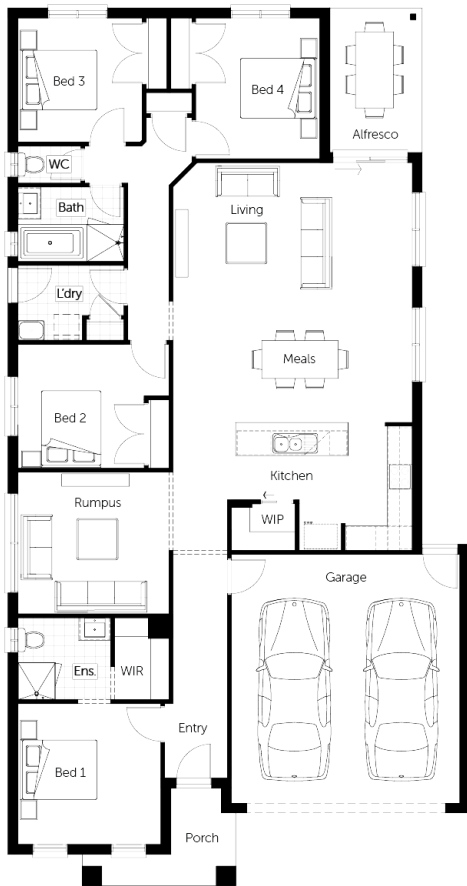 Bed 3
Bed 4
Alfresco
WC
Bath
Living
L'dry
Meals
Bed 2
Kitchen
Rumpus
WIP
Garage
Ens.
WIR
Entry
Bed 1
Porch